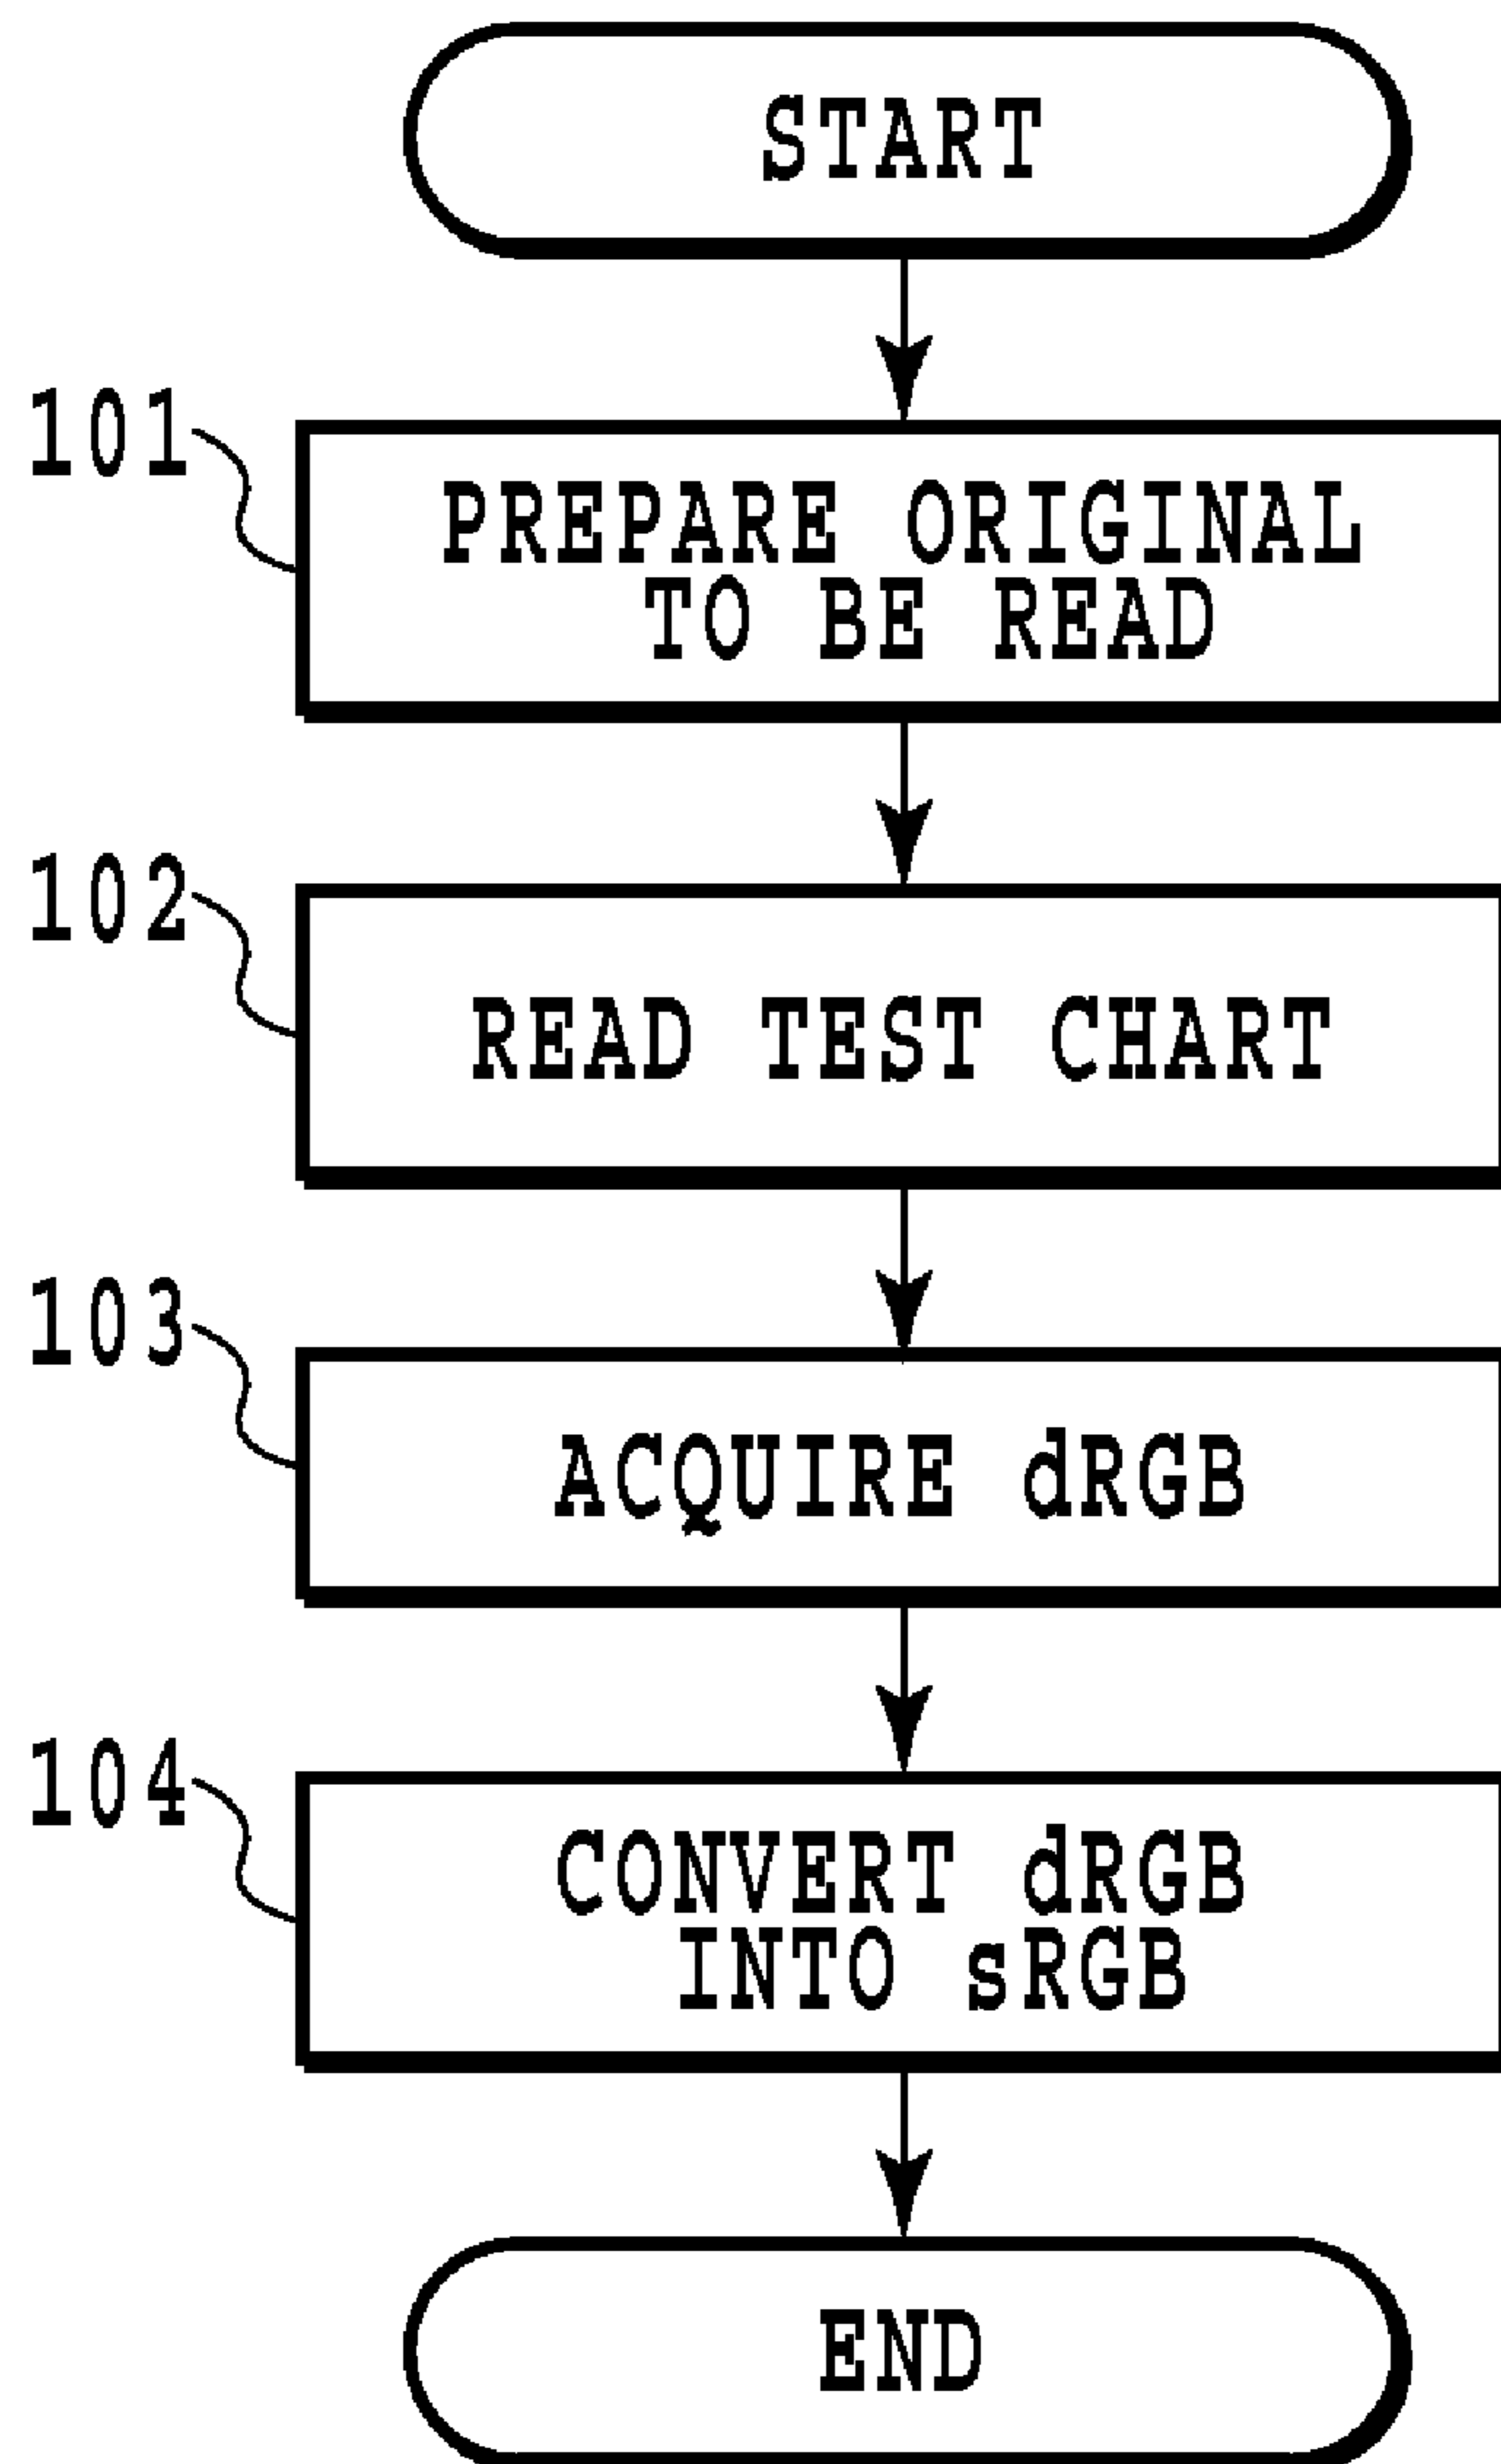 START
101
PREPARE ORIGINAL
TO BE READ
102
READ TEST CHART
103
ACQUIRE dRGB
104
CONVERT dRGB
INTO sRGB
END